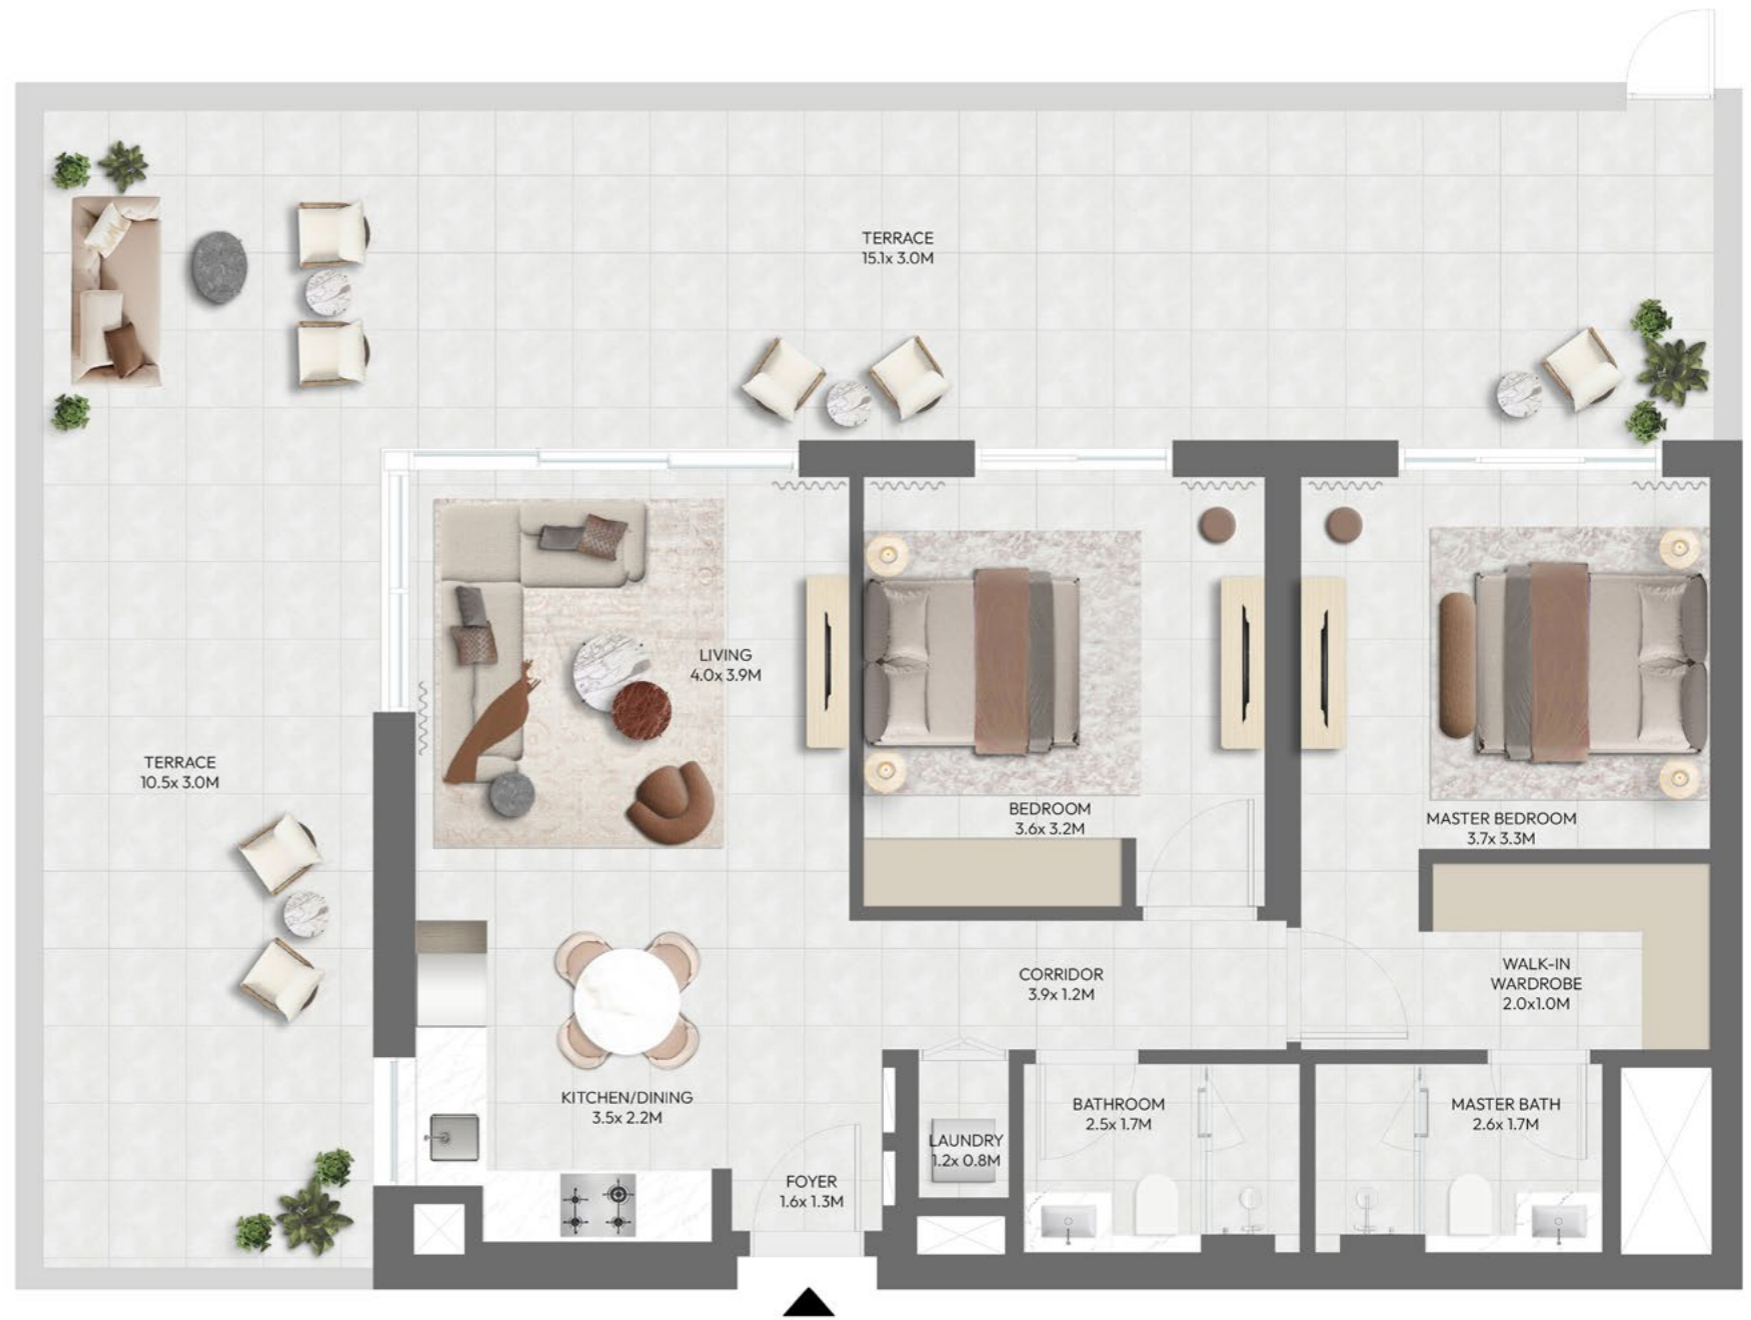 TERRACE
15.1x 3.0M
LIVING
4.0x 3.9M
TERRACE
10.5x 3.0M
BEDROOM
3.6x 3.2M
MASTER BEDROOM
3.7x 3.3M
CORRIDOR
3.9x 1.2M
WALK-IN
WARDROBE
2.0x1.0M
KITCHEN/DINING
3.5x 2.2M
BATHROOM
2.5x 1.7M
MASTER BATH
2.6x 1.7M
LAUNDRY
1.2x 0.8M
FOYER
1.6x 1.3M